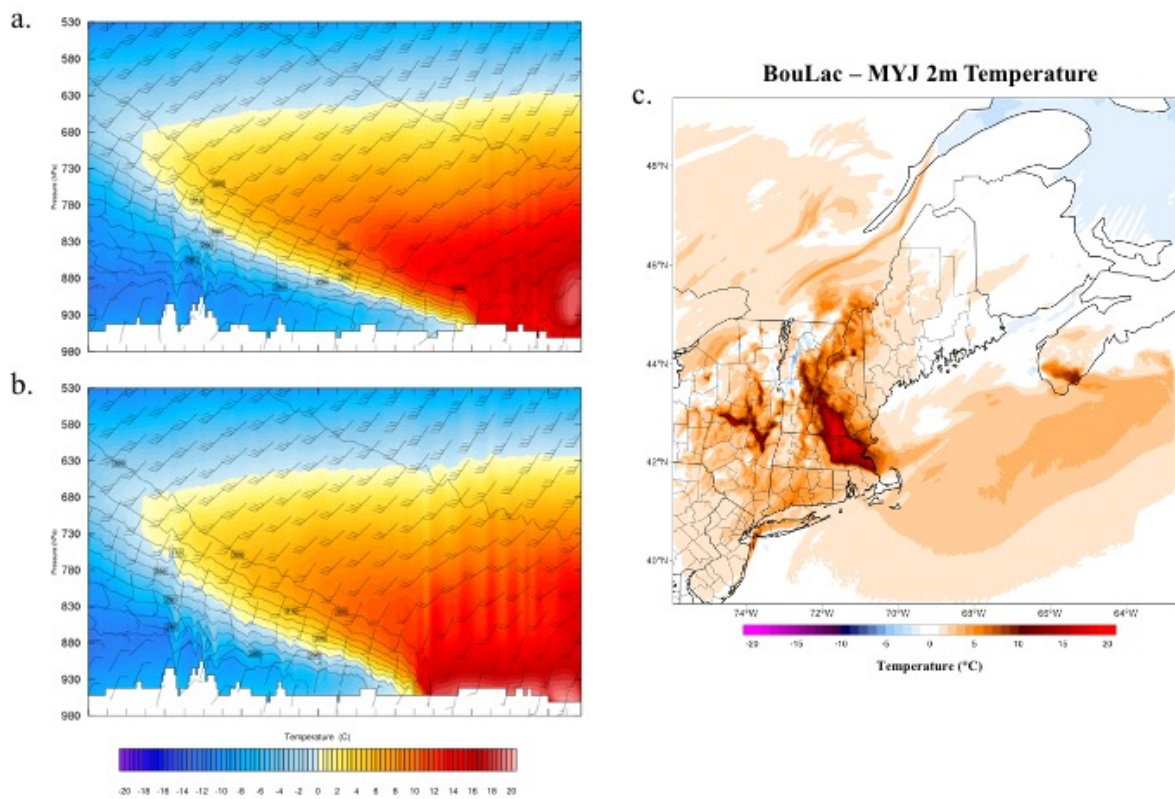 a.
530
580
630
680
730
780
830
880
930
980
Pressure (hPa)
b.
530
580
630
680
730
780
830
880
930
980
Pressure (hPa)
Temperature (C)
-20 -18 -16 -14 -12 -10 -8 -6 -4 -2 0 2 4 6 8 10 12 14 16 18 20
BouLac – MYJ 2m Temperature
c.
48°N
46°N
44°N
42°N
40°N
74°W 72°W 70°W 68°W 66°W 64°W
-20 -15 -10 -5 0 5 10 15 20
Temperature (°C)